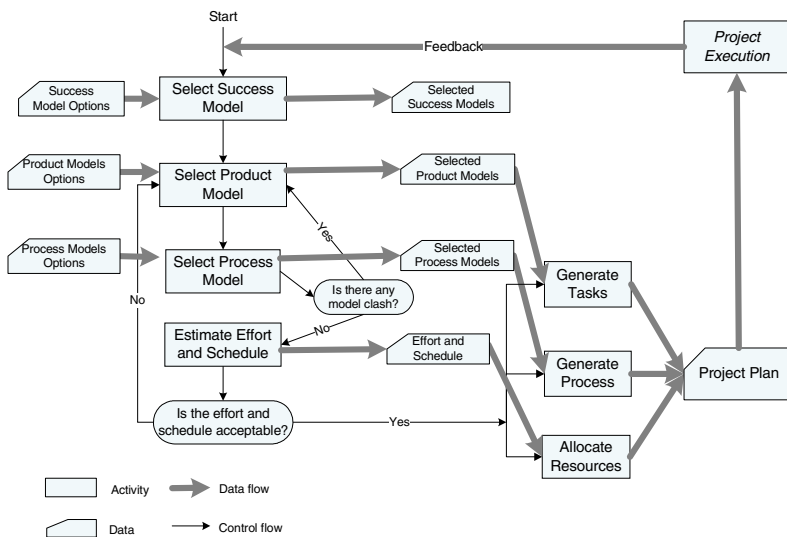 Start
Feedback
Project
Execution
Success
Model Options
Select Success
Model
Selected
Success Models
Product Models
Options
Select Product
Model
Selected
Product Models
Yes
Process Models
Options
Select Process
Model
Selected
Process Models
Is there any
model clash?
Generate
Tasks
No
No
Estimate Effort
and Schedule
Effort and
Schedule
Generate
Process
Project Plan
Is the effort and
schedule acceptable?
Yes
Allocate
Resources
Activity
Data flow
Data
Control flow